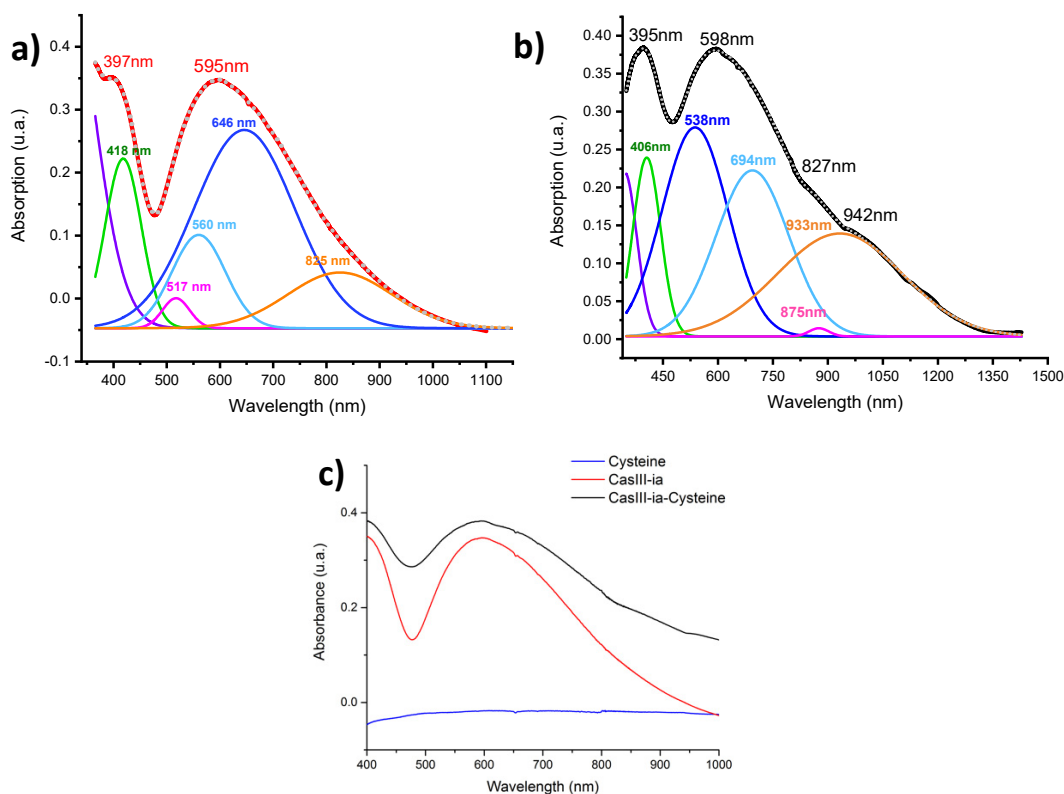 a)
397nm
595nm
418 nm
646 nm
560 nm
517 nm
825 nm
0.4
0.3
0.2
0.1
0.0
-0.1
Absorption (u.a.)
400 500 600 700 800 900 1000 1100
Wavelength (nm)
b)
395nm
598nm
538nm
406nm
694nm
827nm
933nm
942nm
875nm
0.40
0.35
0.30
0.25
0.20
0.15
0.10
0.05
0.00
Absorption (u.a.)
450 600 750 900 1050 1200 1350 1500
Wavelength (nm)
c)
Cysteine
CasIII-ia
CasIII-ia-Cysteine
0.4
0.2
0.0
Absorbance (u.a.)
400 500 600 700 800 900 1000
Wavelength (nm)